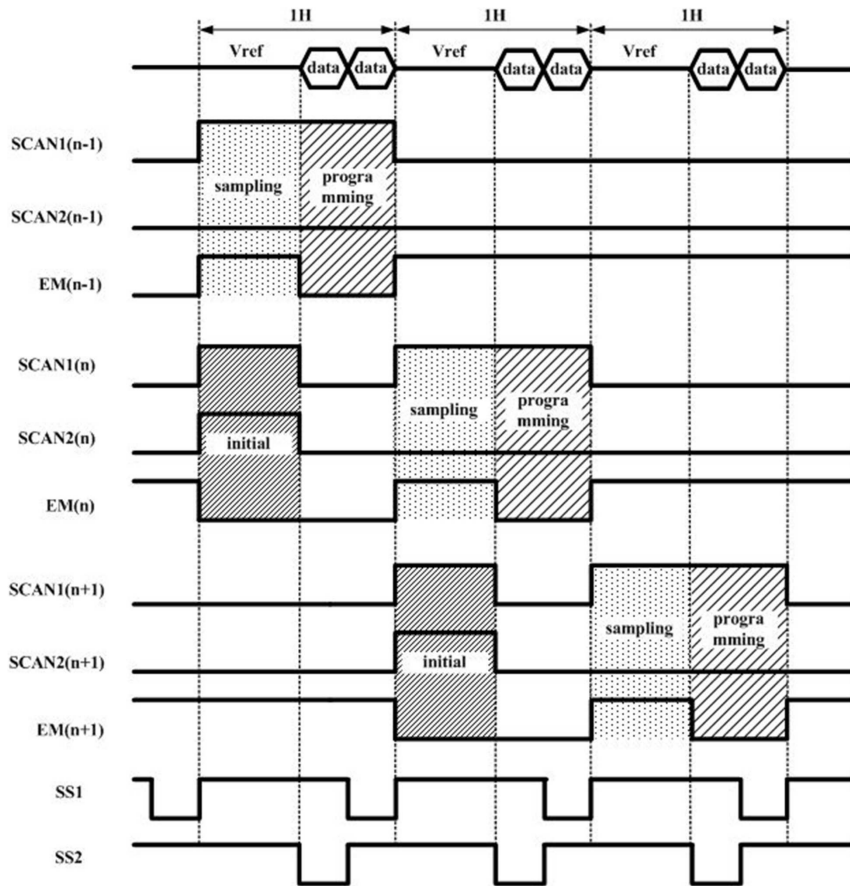 1H 1H 1H
Vref Vref Vref
data data data data data data
SCAN1(n-1)
sampling
progra
mming
SCAN2(n-1)
EM(n-1)
SCAN1(n)
sampling
progra
mming
SCAN2(n)
initial
EM(n)
SCAN1(n+1)
sampling
progra
mming
SCAN2(n+1)
initial
EM(n+1)
SS1
SS2